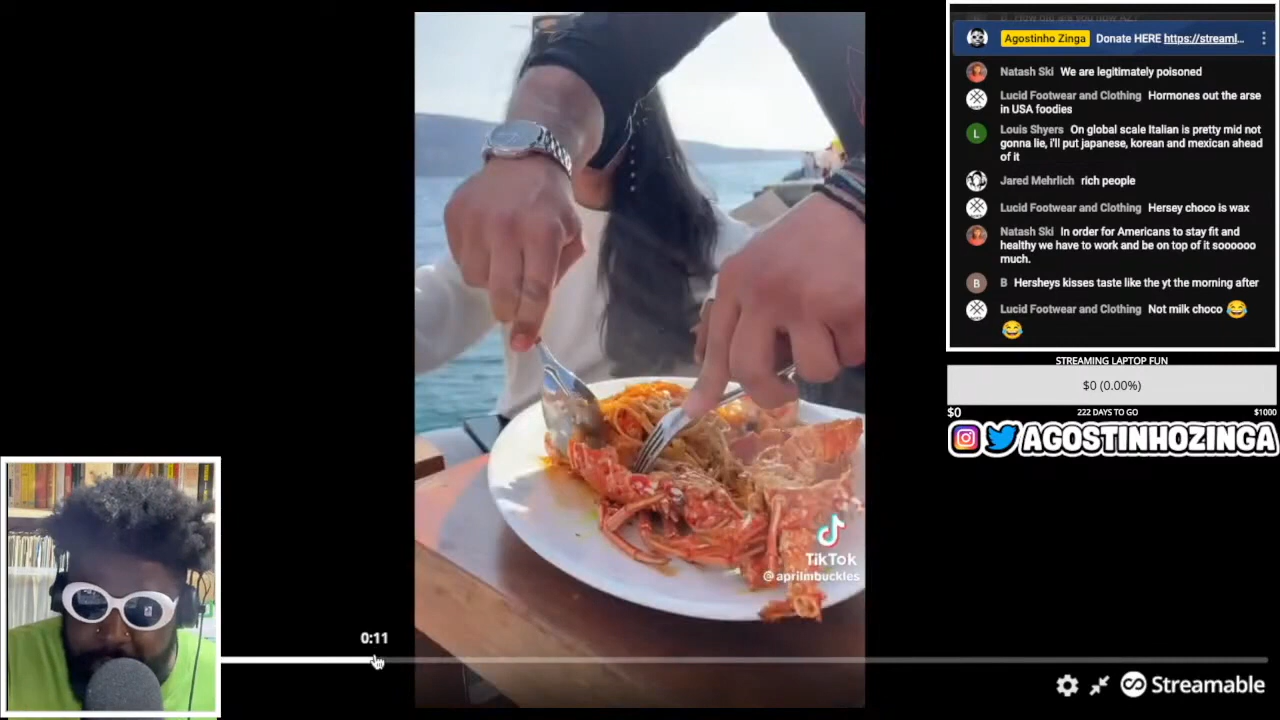 Agostinho Zinga Donate HERE https://streaml...
Natash Ski We are legitimately poisoned
Lucid Footwear and Clothing Hormones out the arse
in USA foodies
L
Louis Shyers On global scale Italian is pretty mid not
gonna lie, i'll put japanese, korean and mexican ahead
of it
Jared Mehrlich rich people
Lucid Footwear and Clothing Hersey choco is wax
Natash Ski In order for Americans to stay fit and
healthy we have to work and be on top of it soooooo
much.
B
B Hersheys kisses taste like the yt the morning after
Lucid Footwear and Clothing Not milk choco 😂
😂
STREAMING LAPTOP FUN
$0 (0.00%)
$0 222 DAYS TO GO $1000
AGOSTINHOZINGA
TikTok
@aprilmbuckles
0:11
Streamable